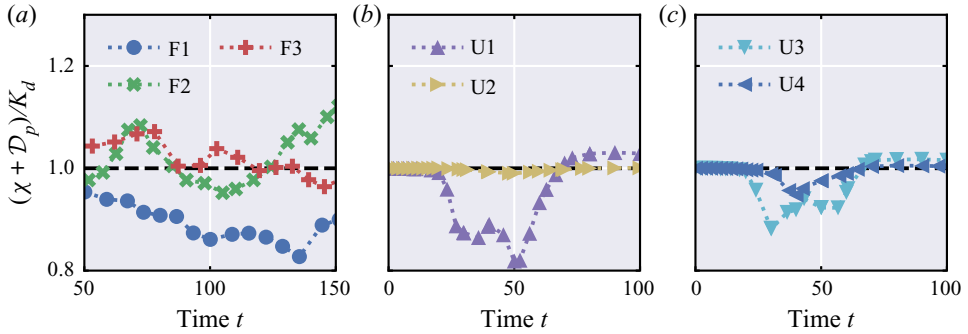 (a)
(b)
(c)
F1
F3
F2
U1
U2
U3
U4
(χ + 𝒟p)/Kd
1.2
1.0
0.8
50
100
150
0
50
100
0
50
100
Time t
Time t
Time t